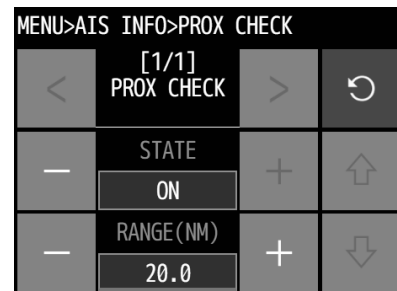 MENU>AIS INFO>PROX CHECK
[1/1]
PROX CHECK
STATE
ON
RANGE(NM)
20.0